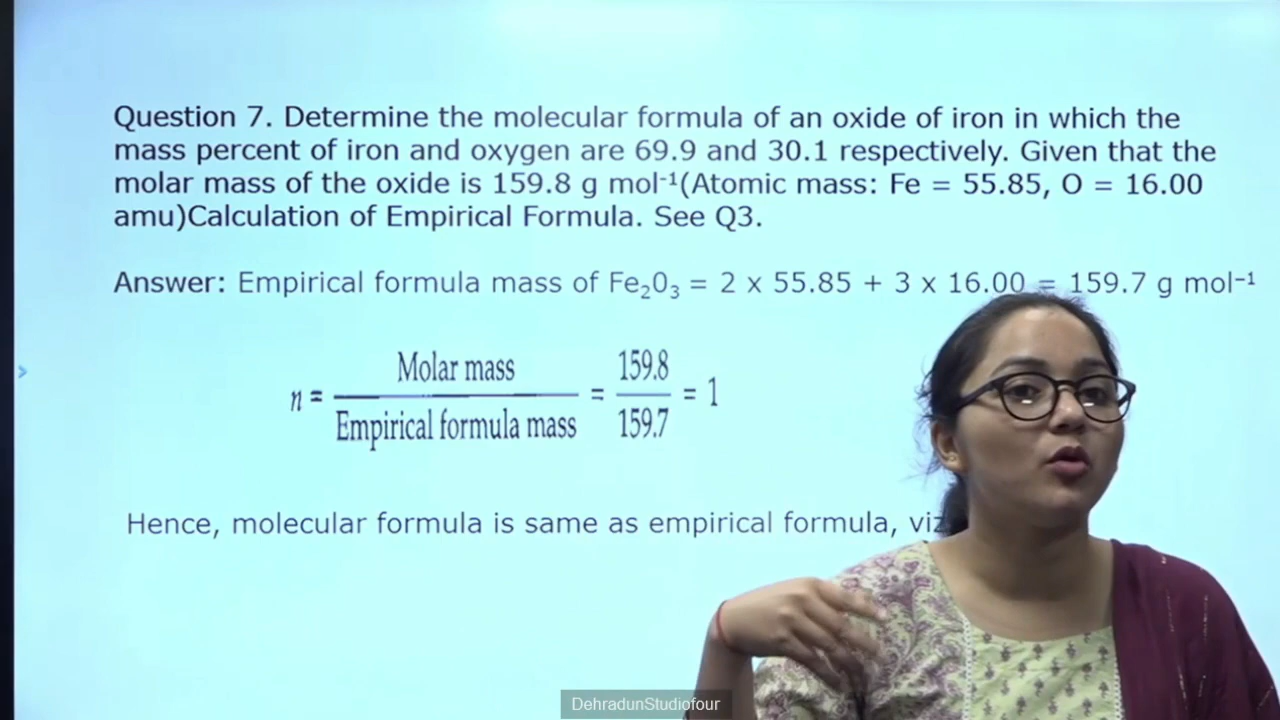 Question 7. Determine the molecular formula of an oxide of iron in which the
mass percent of iron and oxygen are 69.9 and 30.1 respectively. Given that the
molar mass of the oxide is 159.8 g mol⁻¹(Atomic mass: Fe = 55.85, O = 16.00
amu)Calculation of Empirical Formula. See Q3.
Answer: Empirical formula mass of Fe₂0₃ = 2 x 55.85 + 3 x 16.00 = 159.7 g mol⁻¹
n = Molar mass / Empirical formula mass = 159.8 / 159.7 = 1
Hence, molecular formula is same as empirical formula, viz
DehradunStudiofour